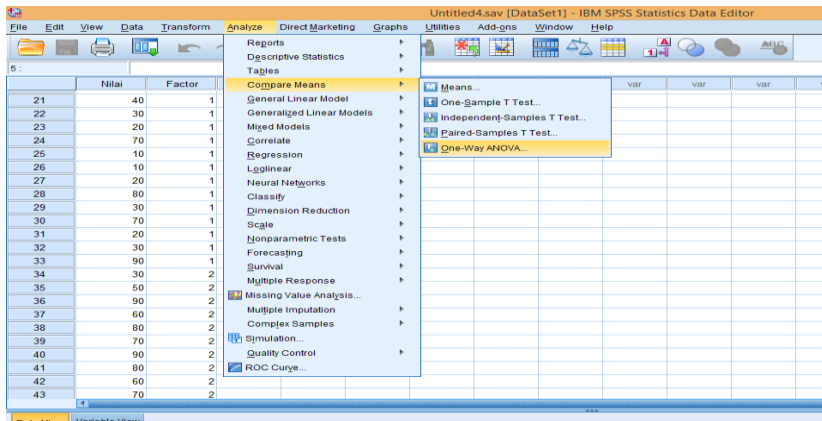 Untitled4.sav [DataSet1] - IBM SPSS Statistics Data Editor
File Edit View Data Transform Analyze Direct Marketing Graphs Utilities Add-ons Window Help
5 :
Nilai Factor var var var
21 40 1
22 30 1
23 20 1
24 70 1
25 10 1
26 10 1
27 20 1
28 80 1
29 30 1
30 70 1
31 20 1
32 30 1
33 90 1
34 30 2
35 50 2
36 90 2
37 60 2
38 80 2
39 70 2
40 90 2
41 80 2
42 60 2
43 70 2
Reports
Descriptive Statistics
Tables
Compare Means
General Linear Model
Generalized Linear Models
Mixed Models
Correlate
Regression
Loglinear
Neural Networks
Classify
Dimension Reduction
Scale
Nonparametric Tests
Forecasting
Survival
Multiple Response
Missing Value Analysis...
Multiple Imputation
Complex Samples
Simulation...
Quality Control
ROC Curve...
Means...
One-Sample T Test...
Independent-Samples T Test...
Paired-Samples T Test...
One-Way ANOVA...